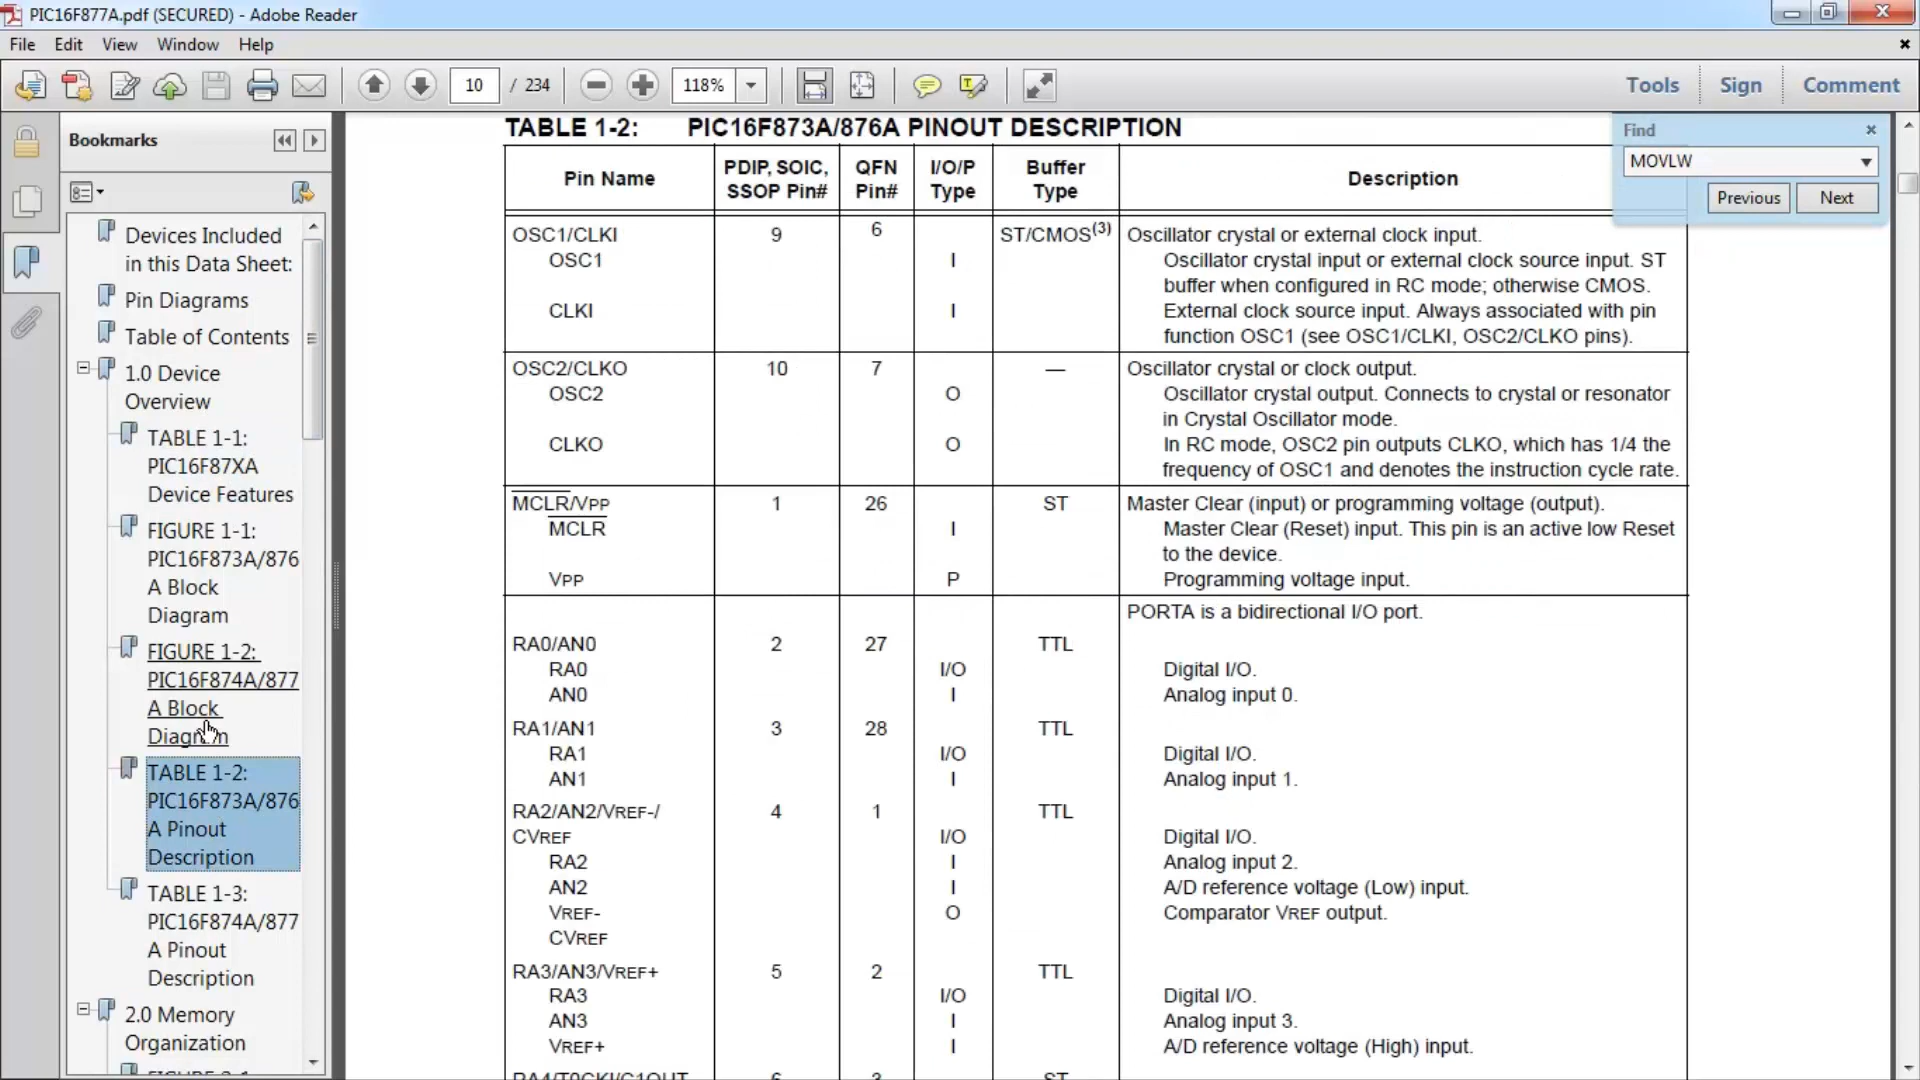 PIC16F877A.pdf (SECURED) - Adobe Reader
File Edit View Window Help
10 / 234 118% Tools Sign Comment
Bookmarks
Devices Included
in this Data Sheet:
Pin Diagrams
Table of Contents
1.0 Device
Overview
TABLE 1-1:
PIC16F87XA
Device Features
FIGURE 1-1:
PIC16F873A/876
A Block
Diagram
FIGURE 1-2:
PIC16F874A/877
A Block
Diagram
TABLE 1-2:
PIC16F873A/876
A Pinout
Description
TABLE 1-3:
PIC16F874A/877
A Pinout
Description
2.0 Memory
Organization
FIGURE 2-1
TABLE 1-2: PIC16F873A/876A PINOUT DESCRIPTION
Pin Name PDIP, SOIC, SSOP Pin# QFN Pin# I/O/P Type Buffer Type Description
OSC1/CLKI 9 6 ST/CMOS(3) Oscillator crystal or external clock input.
OSC1 I Oscillator crystal input or external clock source input. ST
buffer when configured in RC mode; otherwise CMOS.
CLKI I External clock source input. Always associated with pin
function OSC1 (see OSC1/CLKI, OSC2/CLKO pins).
OSC2/CLKO 10 7 — Oscillator crystal or clock output.
OSC2 O Oscillator crystal output. Connects to crystal or resonator
in Crystal Oscillator mode.
CLKO O In RC mode, OSC2 pin outputs CLKO, which has 1/4 the
frequency of OSC1 and denotes the instruction cycle rate.
MCLR/VPP 1 26 ST Master Clear (input) or programming voltage (output).
MCLR I Master Clear (Reset) input. This pin is an active low Reset
to the device.
VPP P Programming voltage input.
PORTA is a bidirectional I/O port.
RA0/AN0 2 27 TTL
RA0 I/O Digital I/O.
AN0 I Analog input 0.
RA1/AN1 3 28 TTL
RA1 I/O Digital I/O.
AN1 I Analog input 1.
RA2/AN2/VREF-/ 4 1 TTL
CVREF I/O Digital I/O.
RA2 I Analog input 2.
AN2 I A/D reference voltage (Low) input.
VREF- O Comparator VREF output.
CVREF
RA3/AN3/VREF+ 5 2 TTL
RA3 I/O Digital I/O.
AN3 I Analog input 3.
VREF+ I A/D reference voltage (High) input.
RA4/T0CKI/C1OUT 6 3 ST
Find
MOVLW
Previous Next